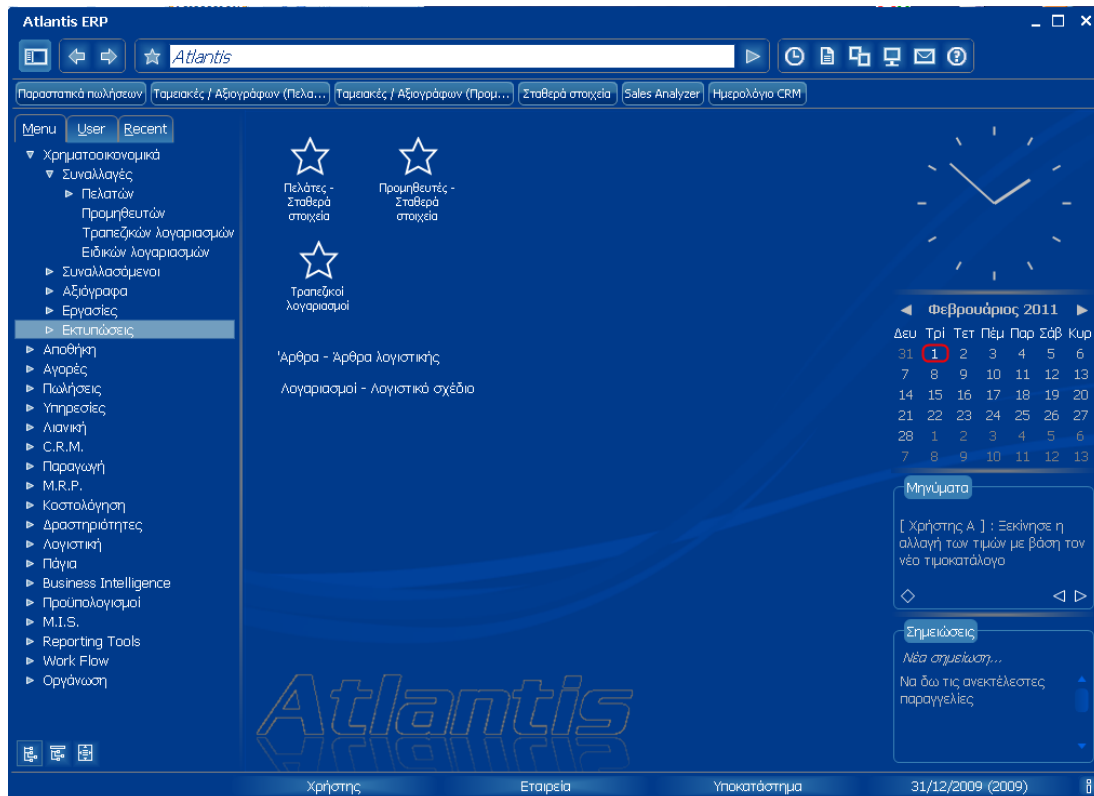 Atlantis ERP
Atlantis
Παραστατικά πωλήσεων
Ταμειακές / Αξιογράφων (Πελα...
Ταμειακές / Αξιογράφων (Προμ...
Σταθερά στοιχεία
Sales Analyzer
Ημερολόγιο CRM
Menu
User
Recent
Χρηματοοικονομικά
Συναλλαγές
Πελατών
Προμηθευτών
Τραπεζικών λογαριασμών
Ειδικών λογαριασμών
Συναλλασόμενοι
Αξιόγραφα
Εργασίες
Εκτυπώσεις
Αποθήκη
Αγορές
Πωλήσεις
Υπηρεσίες
Λιανική
C.R.M.
Παραγωγή
M.R.P.
Κοστολόγηση
Δραστηριότητες
Λογιστική
Πάγια
Business Intelligence
Προϋπολογισμοί
M.I.S.
Reporting Tools
Work Flow
Οργάνωση
Πελάτες -
Σταθερά
στοιχεία
Προμηθευτές -
Σταθερά
στοιχεία
Τραπεζικοί
λογαριασμοί
'Αρθρα - Άρθρα λογιστικής
Λογαριασμοί - Λογιστικό σχέδιο
Atlantis
Φεβρουάριος 2011
Δευ Τρί Τετ Πέμ Παρ Σάβ Κυρ
31 1 2 3 4 5 6
7 8 9 10 11 12 13
14 15 16 17 18 19 20
21 22 23 24 25 26 27
28 1 2 3 4 5 6
7 8 9 10 11 12 13
Μηνύματα
[ Χρήστης Α ] : Ξεκίνησε η
αλλαγή των τιμών με βάση τον
νέο τιμοκατάλογο
Σημειώσεις
Νέα σημείωση...
Να δω τις ανεκτέλεστες
παραγγελίες
Χρήστης
Εταιρεία
Υποκατάστημα
31/12/2009 (2009)